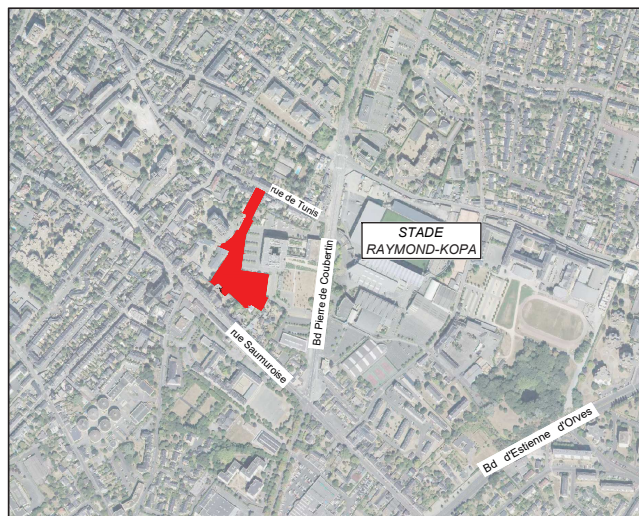 rue de Tunis
STADE
RAYMOND-KOPA
Bd Pierre de Coubertin
rue Saumuroise
Bd d'Estienne d'Orves